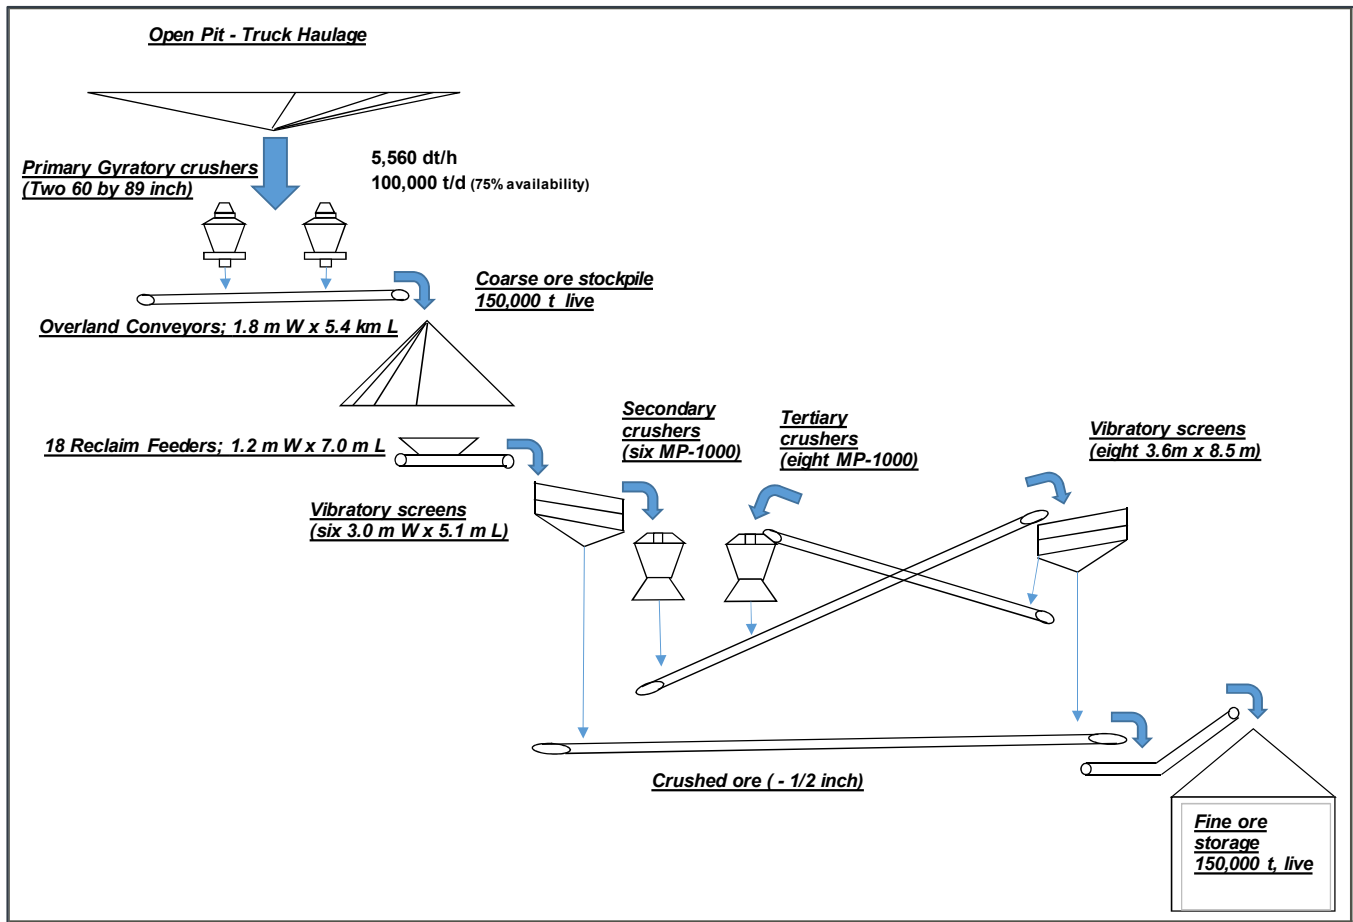 Open Pit - Truck Haulage
Primary Gyratory crushers
(Two 60 by 89 inch)
5,560 dt/h
100,000 t/d (75% availability)
Coarse ore stockpile
150,000 t live
Overland Conveyors; 1.8 m W x 5.4 km L
18 Reclaim Feeders; 1.2 m W x 7.0 m L
Secondary
crushers
(six MP-1000)
Tertiary
crushers
(eight MP-1000)
Vibratory screens
(eight 3.6m x 8.5 m)
Vibratory screens
(six 3.0 m W x 5.1 m L)
Crushed ore ( - 1/2 inch)
Fine ore
storage
150,000 t, live